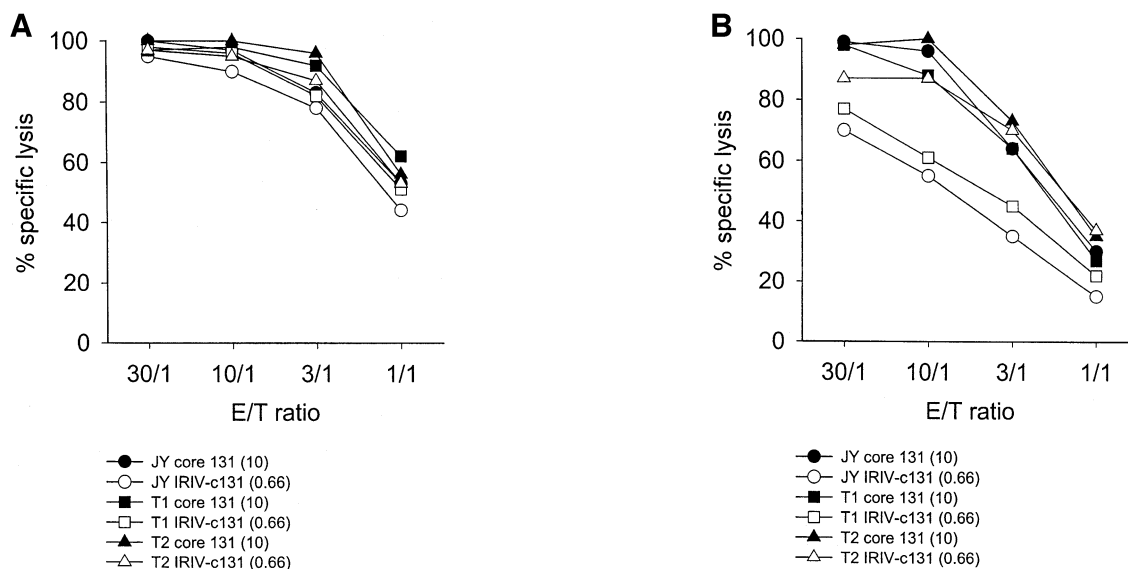 A
% specific lysis
100
80
60
40
20
0
30/1 10/1 3/1 1/1
E/T ratio
JY core 131 (10)
JY IRIV-c131 (0.66)
T1 core 131 (10)
T1 IRIV-c131 (0.66)
T2 core 131 (10)
T2 IRIV-c131 (0.66)
B
% specific lysis
100
80
60
40
20
0
30/1 10/1 3/1 1/1
E/T ratio
JY core 131 (10)
JY IRIV-c131 (0.66)
T1 core 131 (10)
T1 IRIV-c131 (0.66)
T2 core 131 (10)
T2 IRIV-c131 (0.66)